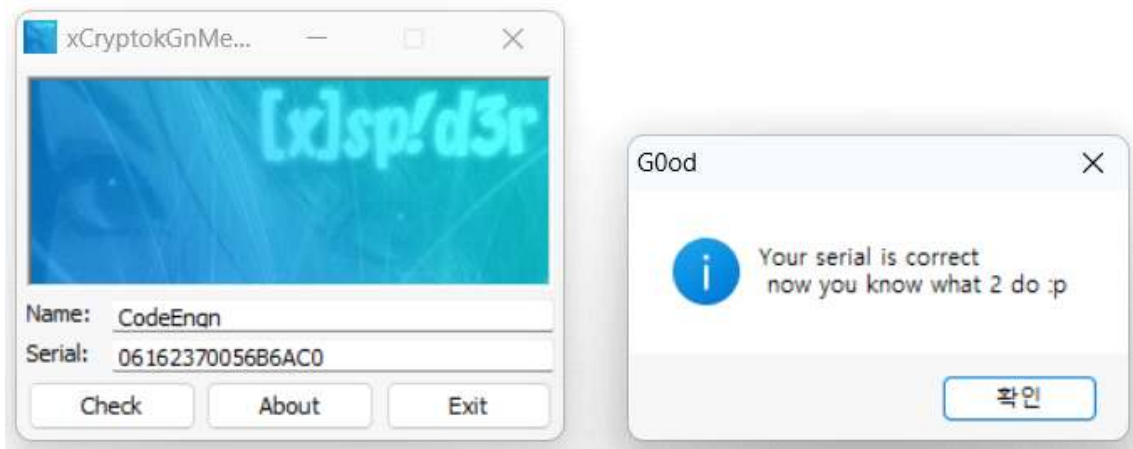 xCryptokGnMe...
[x]sp!d3r
Name: CodeEngn
Serial: 06162370056B6AC0
Check About Exit
G0od
Your serial is correct
now you know what 2 do :p
확인